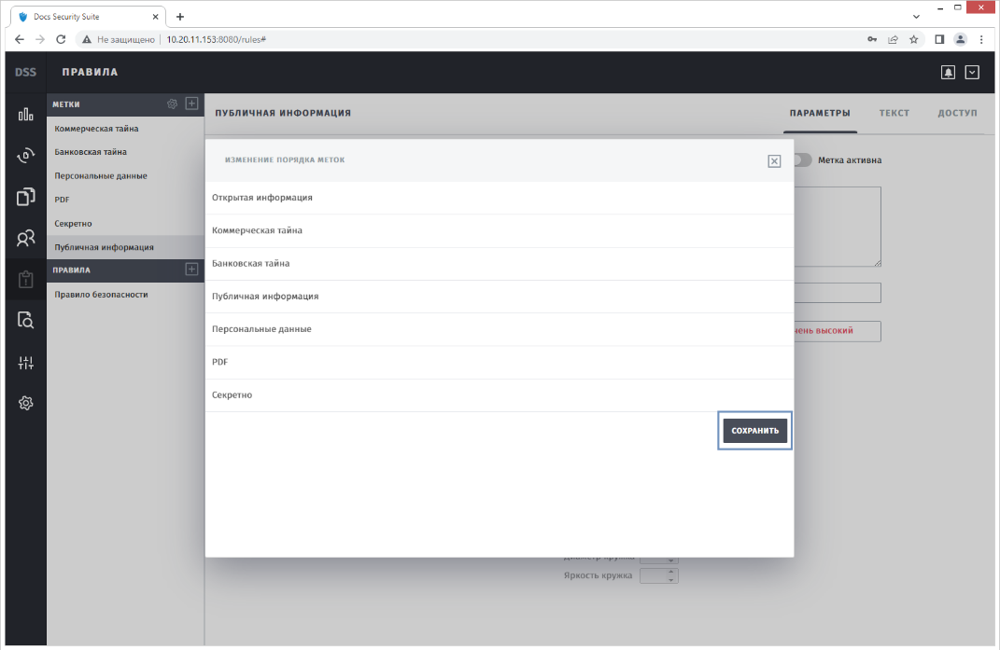 Docs Security Suite
Не защищено
10.20.11.153:8080/rules#
DSS
ПРАВИЛА
МЕТКИ
Коммерческая тайна
Банковская тайна
Персональные данные
PDF
Секретно
Публичная информация
ПРАВИЛА
Правило безопасности
ПУБЛИЧНАЯ ИНФОРМАЦИЯ
ПАРАМЕТРЫ
ТЕКСТ
ДОСТУП
Метка активна
ИЗМЕНЕНИЕ ПОРЯДКА МЕТОК
Открытая информация
Коммерческая тайна
Банковская тайна
Публичная информация
Персональные данные
PDF
Секретно
СОХРАНИТЬ
чень высокий
Диаметр кружка
Яркость кружка